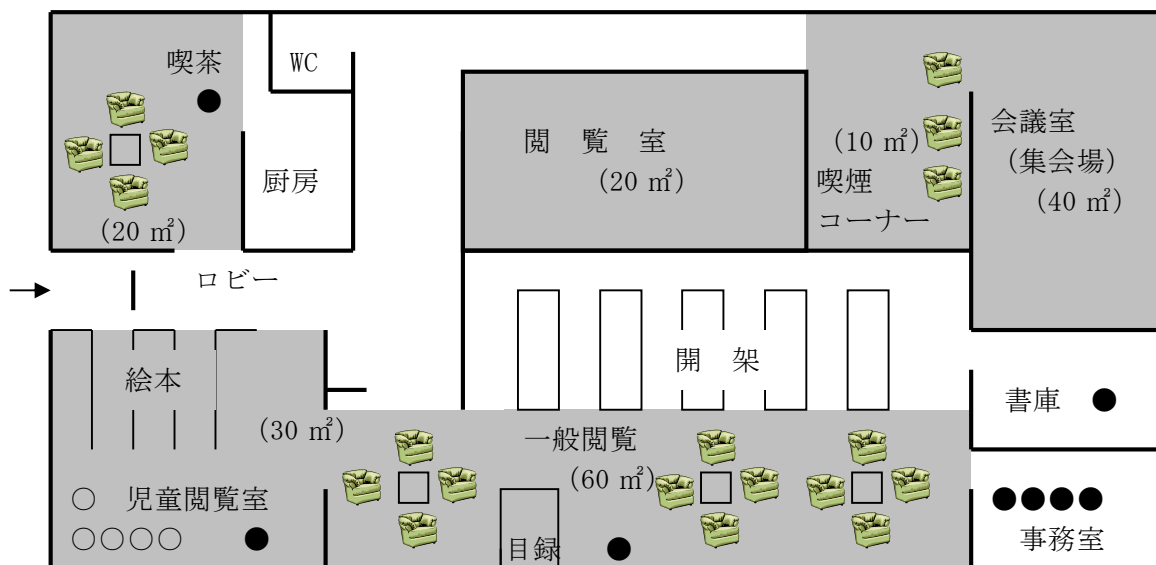 喫茶
(20 ㎡)
WC
厨房
閲 覧 室
(20 ㎡)
(10 ㎡)
喫煙
コーナー
会議室
(集会場)
(40 ㎡)
ロビー
絵本
(30 ㎡)
児童閲覧室
開 架
一般閲覧
(60 ㎡)
目録
書庫
事務室